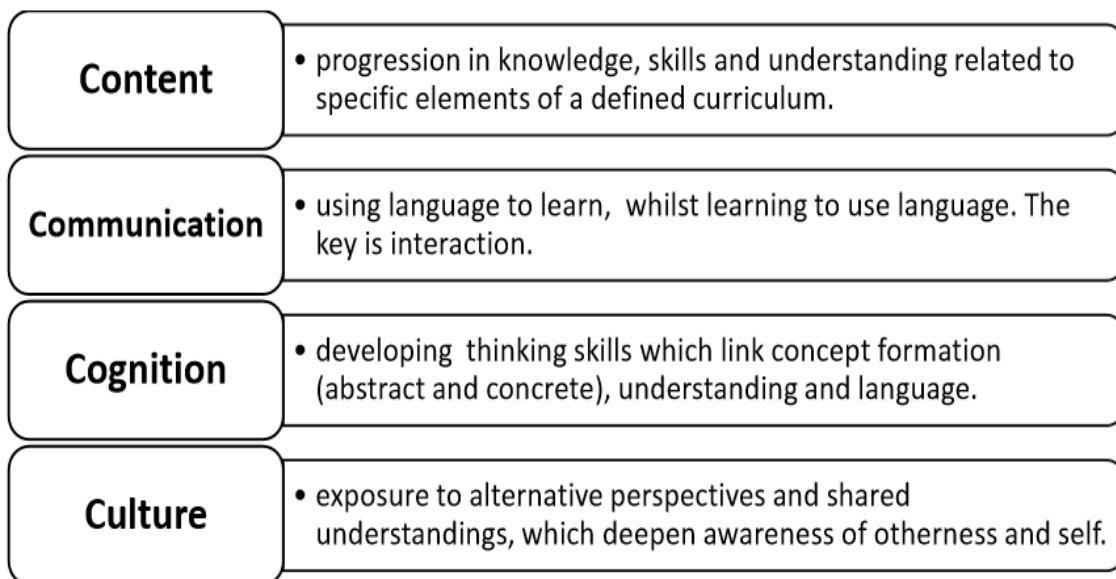 Content
• progression in knowledge, skills and understanding related to
specific elements of a defined curriculum.
Communication
• using language to learn, whilst learning to use language. The
key is interaction.
Cognition
• developing thinking skills which link concept formation
(abstract and concrete), understanding and language.
Culture
• exposure to alternative perspectives and shared
understandings, which deepen awareness of otherness and self.